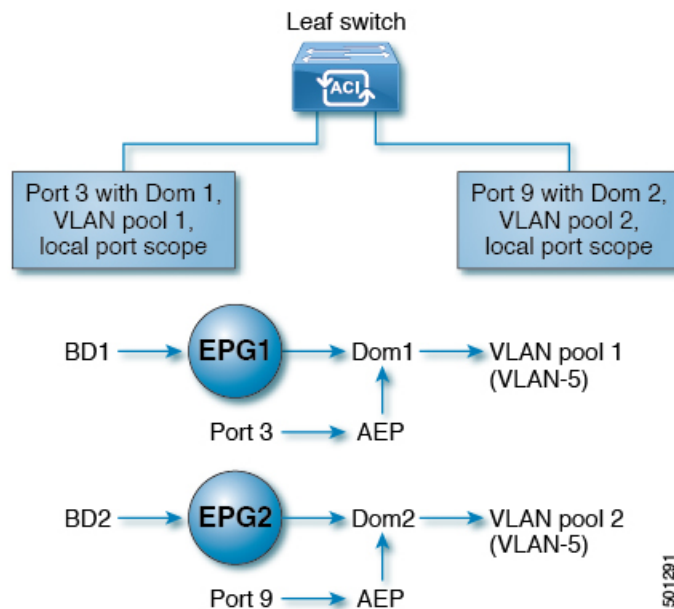 Leaf switch
ACI
Port 3 with Dom 1,
VLAN pool 1,
local port scope
Port 9 with Dom 2,
VLAN pool 2,
local port scope
BD1
EPG1
Dom1
VLAN pool 1
(VLAN-5)
Port 3
AEP
BD2
EPG2
Dom2
VLAN pool 2
(VLAN-5)
Port 9
AEP
501291